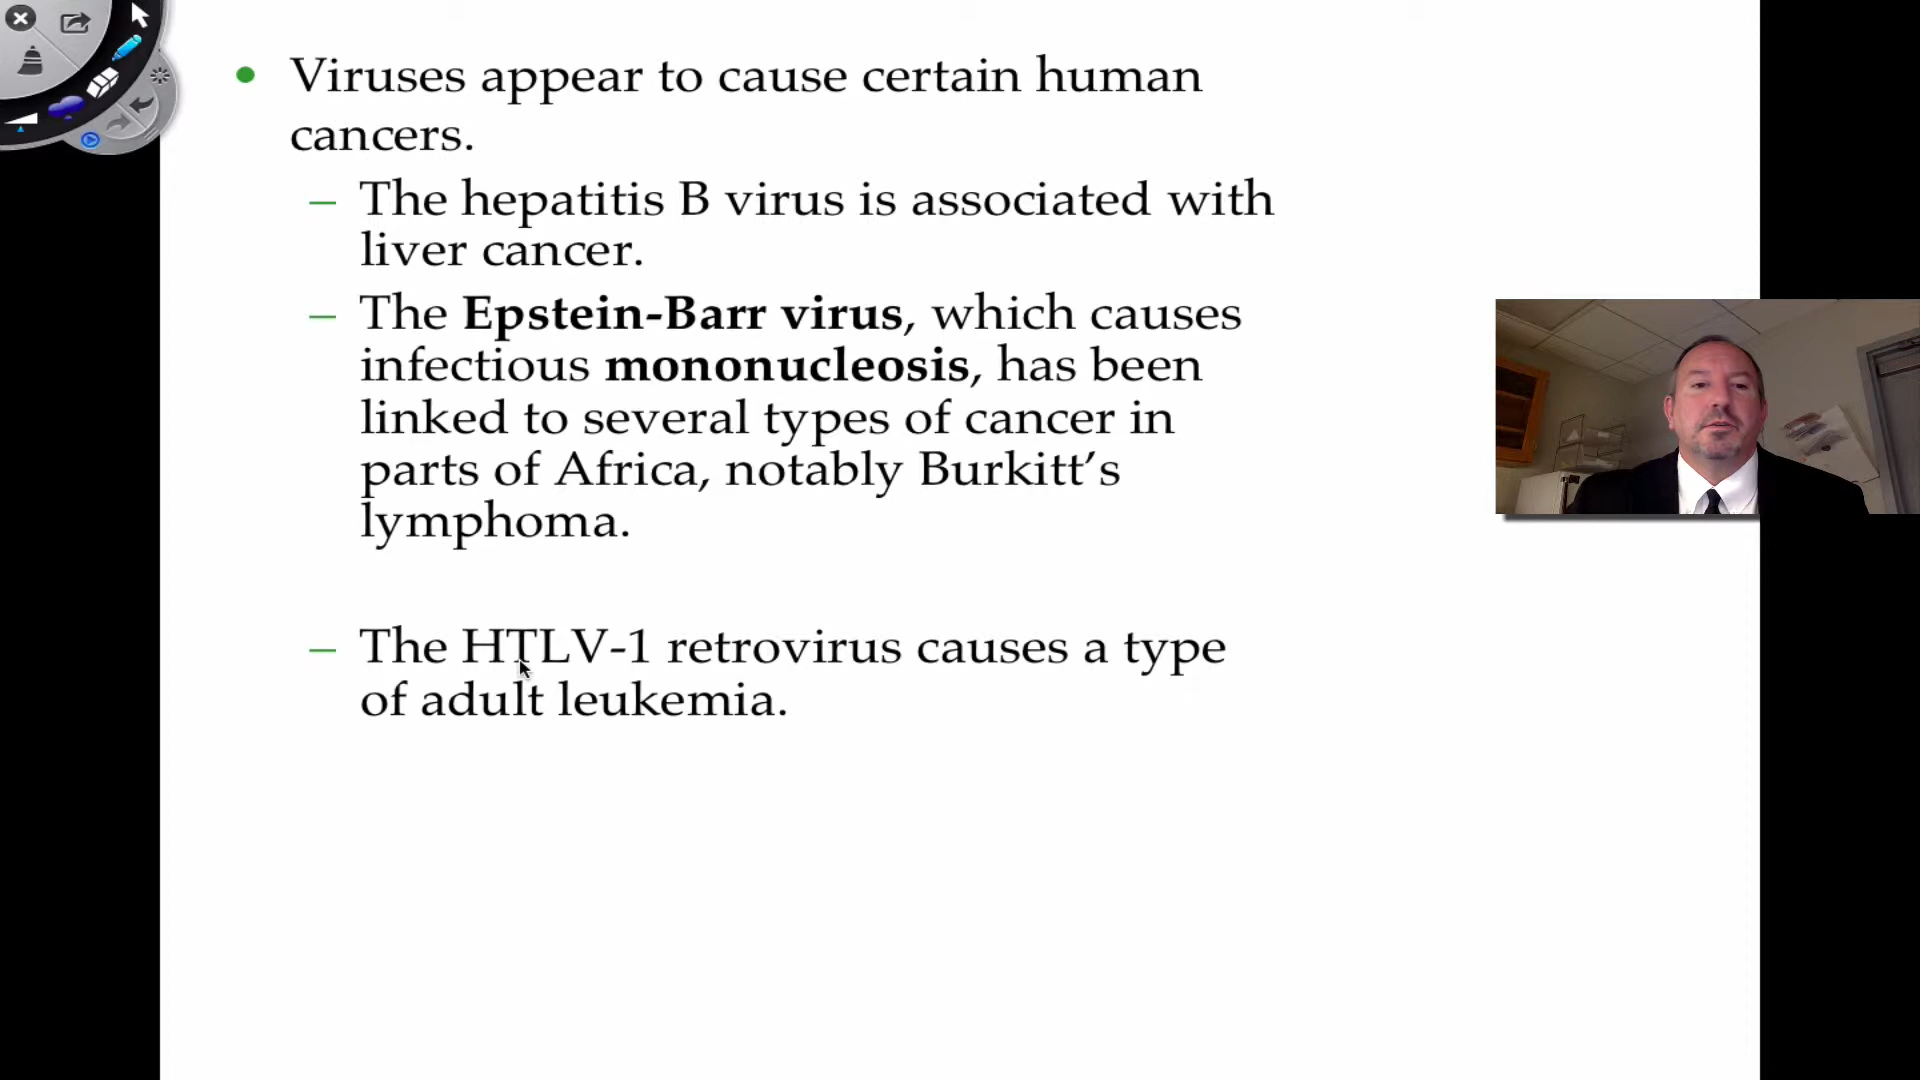 • Viruses appear to cause certain human
cancers.
– The hepatitis B virus is associated with
liver cancer.
– The Epstein-Barr virus, which causes
infectious mononucleosis, has been
linked to several types of cancer in
parts of Africa, notably Burkitt’s
lymphoma.
– The HTLV-1 retrovirus causes a type
of adult leukemia.